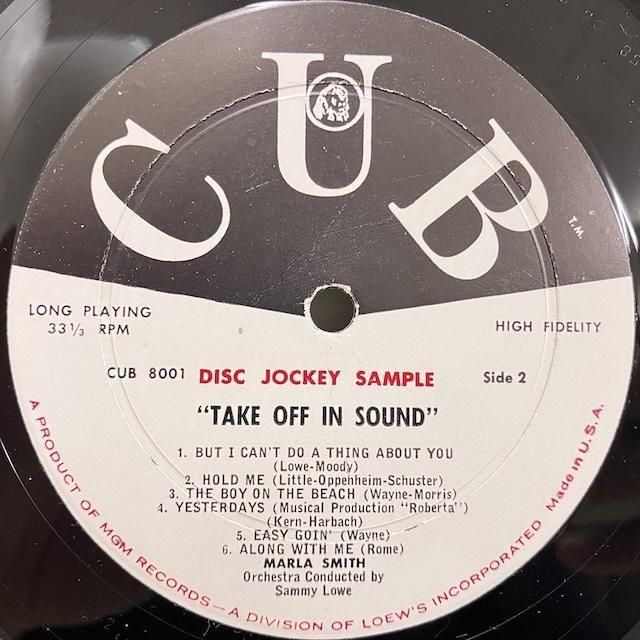 CUB
T.M.
LONG PLAYING
33 1/3 RPM
HIGH FIDELITY
CUB 8001 DISC JOCKEY SAMPLE Side 2
"TAKE OFF IN SOUND"
1. BUT I CAN'T DO A THING ABOUT YOU
(Lowe-Moody)
2. HOLD ME (Little-Oppenheim-Schuster)
3. THE BOY ON THE BEACH (Wayne-Morris)
4. YESTERDAYS (Musical Production "Roberta")
(Kern-Harbach)
5. EASY GOIN' (Wayne)
6. ALONG WITH ME (Rome)
MARLA SMITH
Orchestra Conducted by
Sammy Lowe
A PRODUCT OF MGM RECORDS—A DIVISION OF LOEW'S INCORPORATED Made in U.S.A.